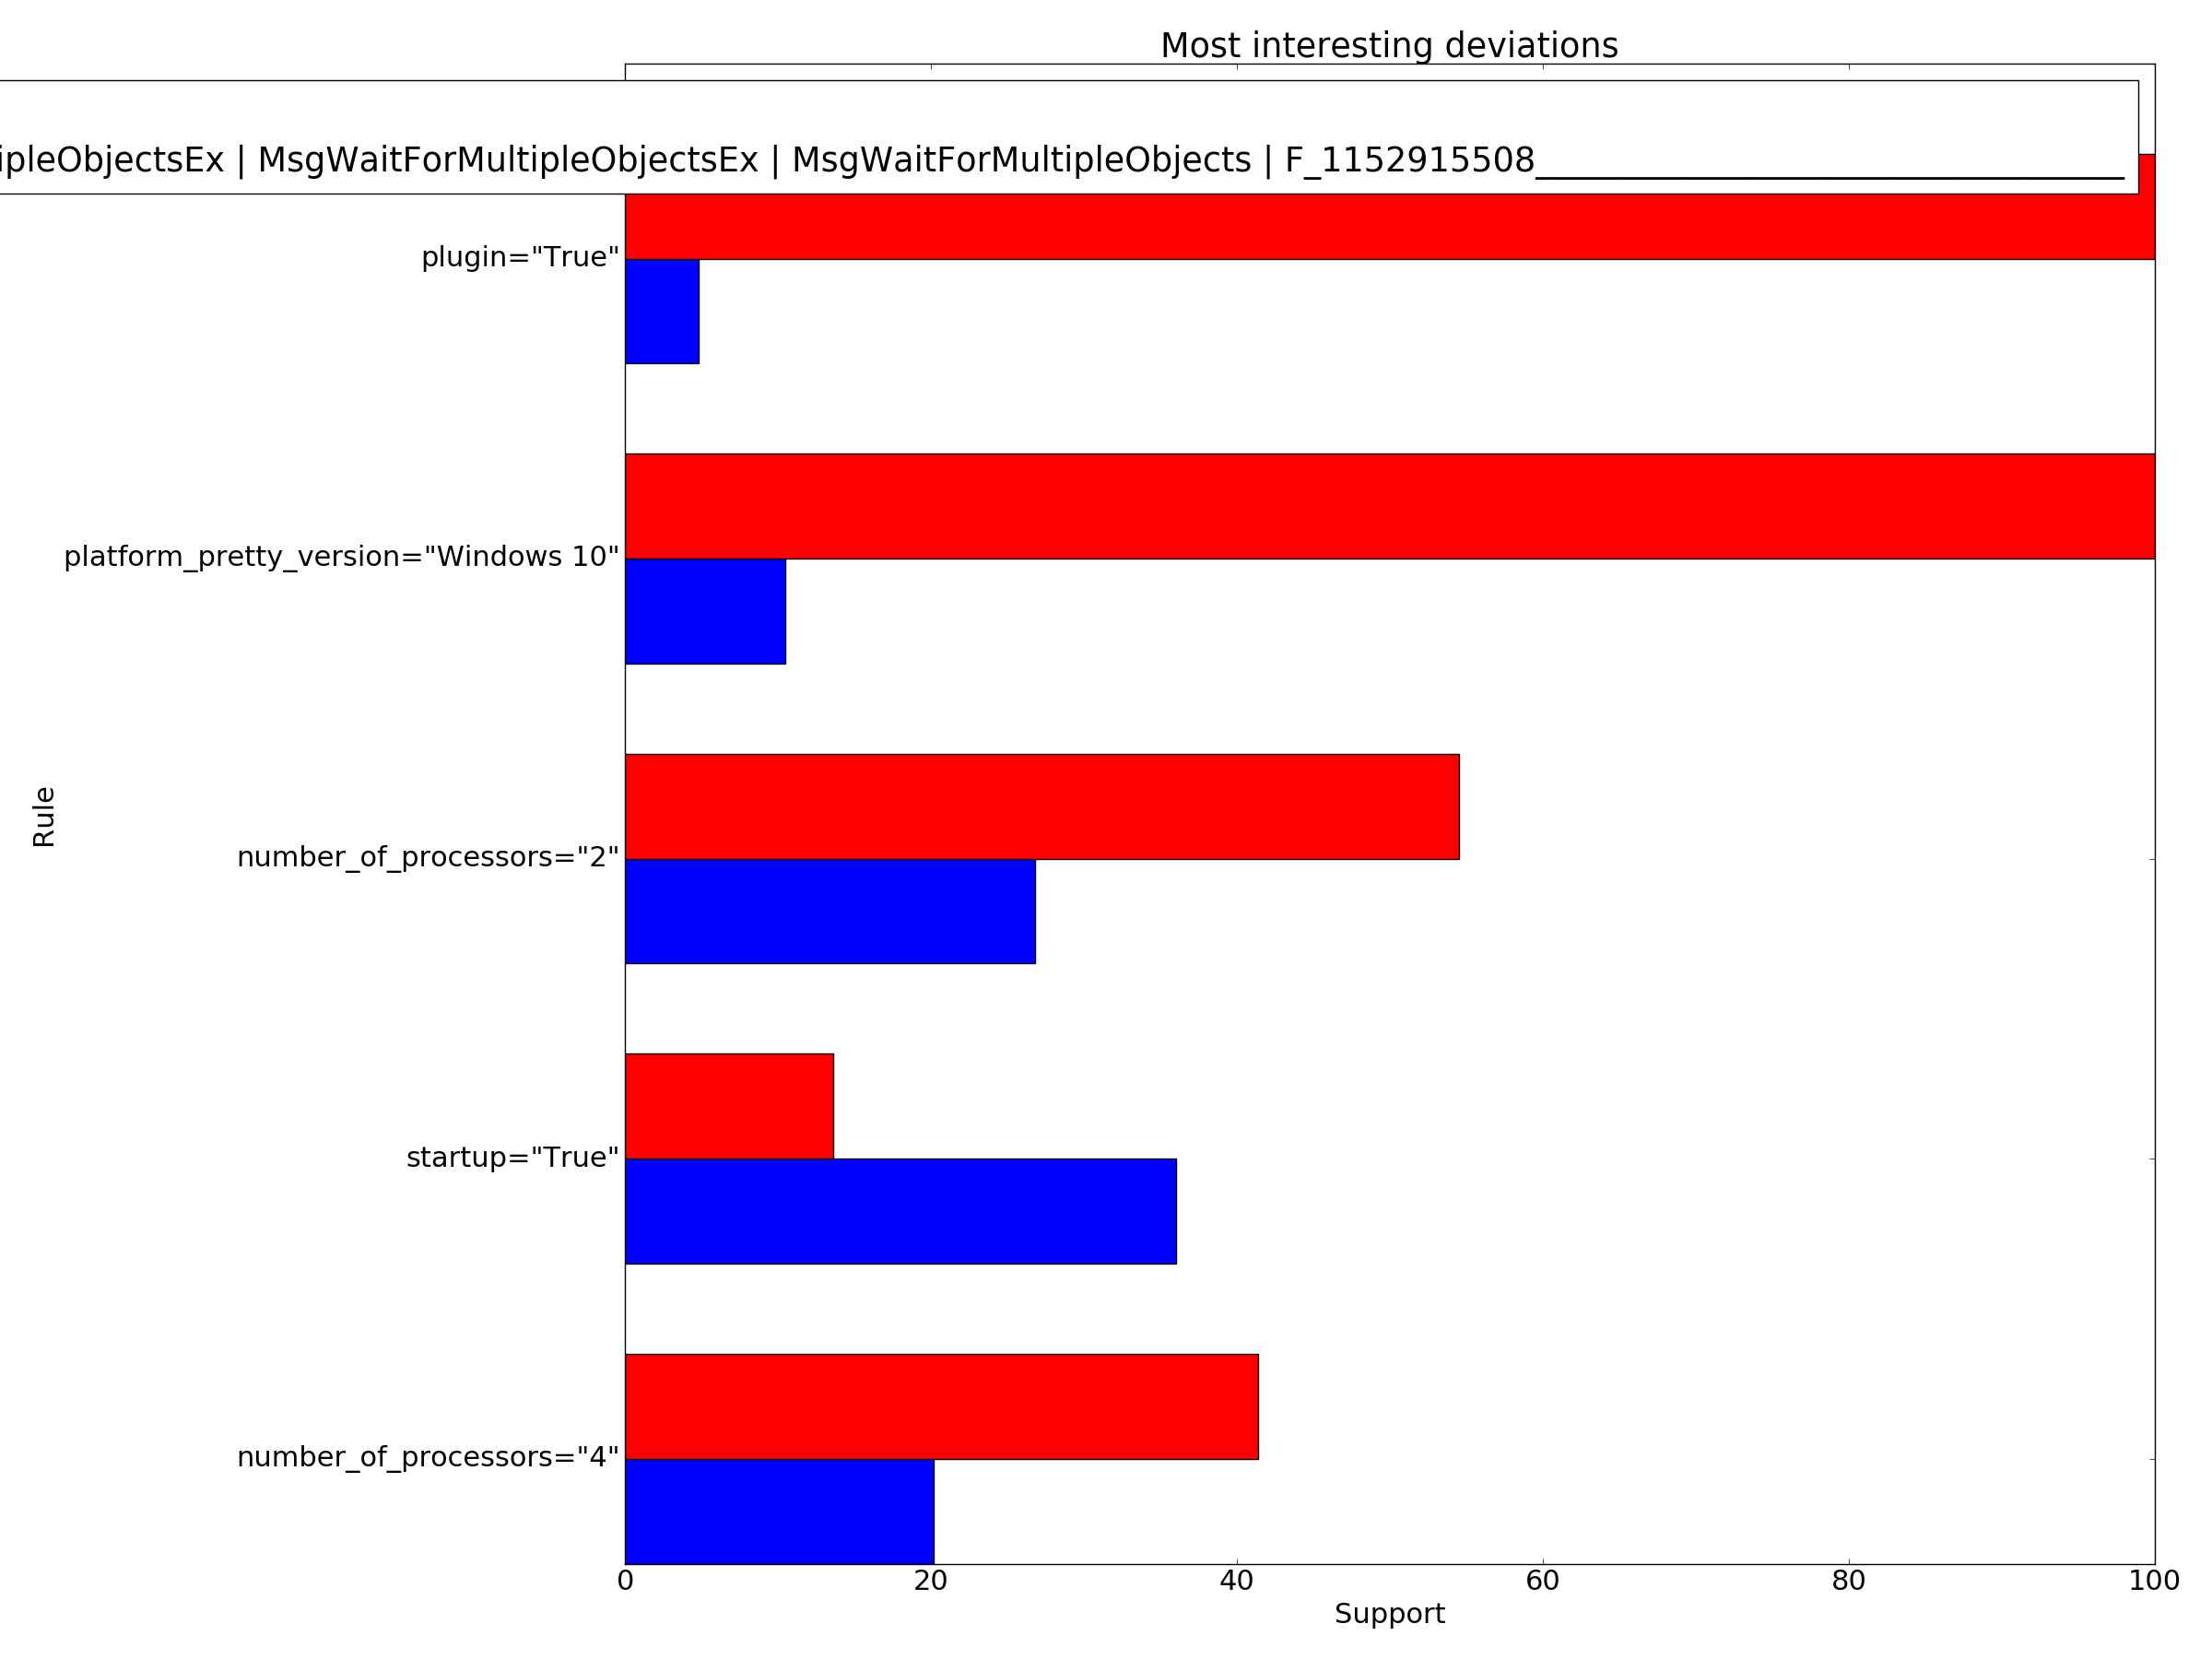 Most interesting deviations
ipleObjectsEx | MsgWaitForMultipleObjectsEx | MsgWaitForMultipleObjects | F_1152915508___________________________________
plugin="True"
platform_pretty_version="Windows 10"
number_of_processors="2"
Rule
startup="True"
number_of_processors="4"
0 20 40 60 80 100
Support